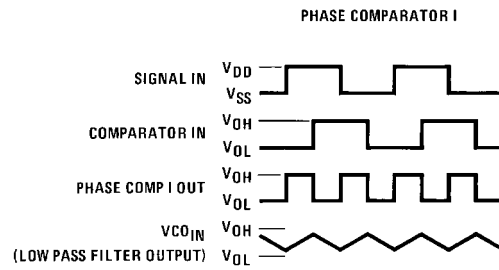 PHASE COMPARATOR I
SIGNAL IN
VDD
VSS
COMPARATOR IN
VOH
VOL
PHASE COMP I OUT
VOH
VOL
VCOIN
(LOW PASS FILTER OUTPUT)
VOH
VOL